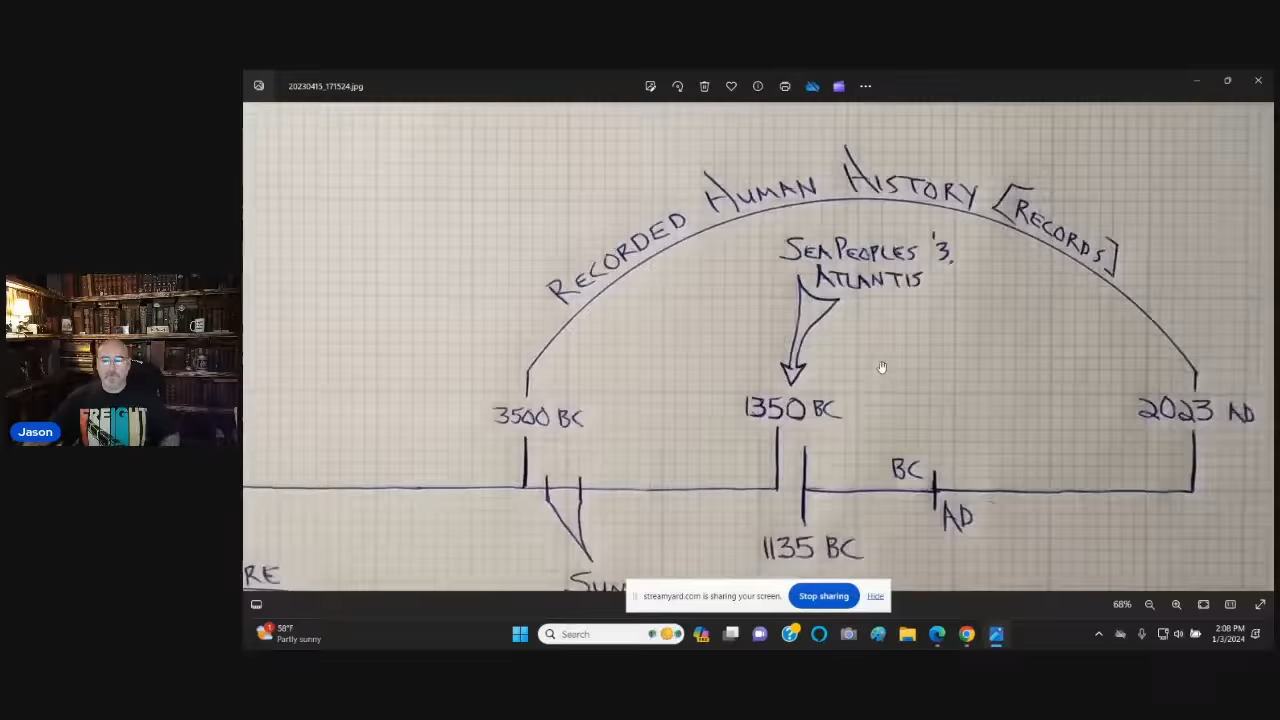 20230415_171524.jpg
RECORDED HUMAN HISTORY [RECORDS]
SEA PEOPLES '3.
ATLANTIS
3500 BC
1350 BC
2023 AD
BC
AD
1135 BC
RE
FREIGHT
Jason
streamyard.com is sharing your screen.
Stop sharing
Hide
68%
58°F
Partly sunny
Search
2:08 PM
1/3/2024